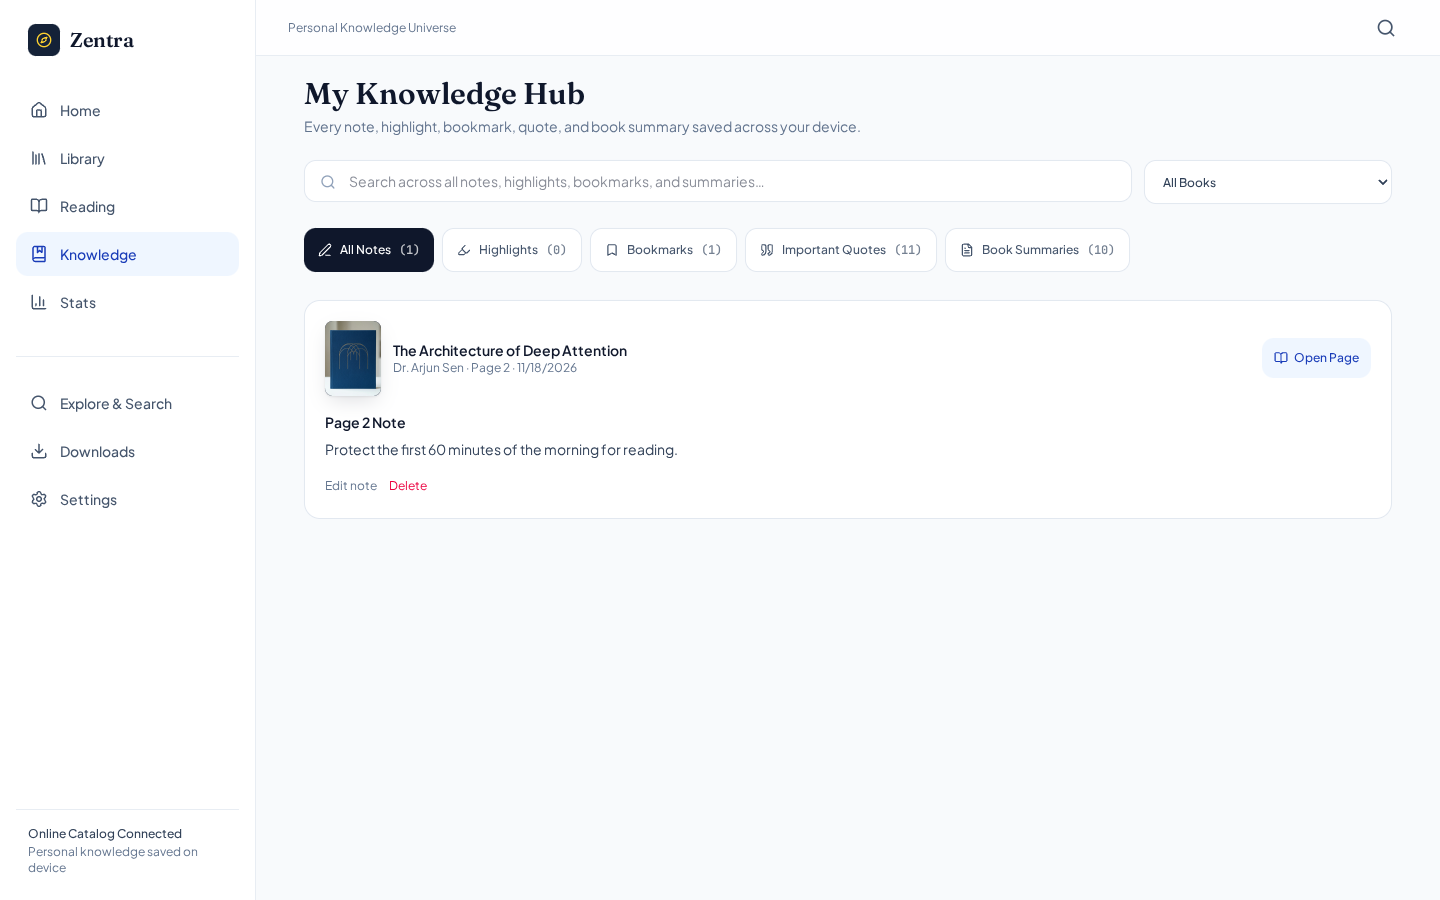 Zentra
Personal Knowledge Universe
Home
Library
Reading
Knowledge
Stats
Explore & Search
Downloads
Settings
Online Catalog Connected
Personal knowledge saved on
device
My Knowledge Hub
Every note, highlight, bookmark, quote, and book summary saved across your device.
Search across all notes, highlights, bookmarks, and summaries...
All Books
All Notes (1)
Highlights (0)
Bookmarks (1)
Important Quotes (11)
Book Summaries (10)
The Architecture of Deep Attention
Dr. Arjun Sen · Page 2 · 11/18/2026
Open Page
Page 2 Note
Protect the first 60 minutes of the morning for reading.
Edit note
Delete